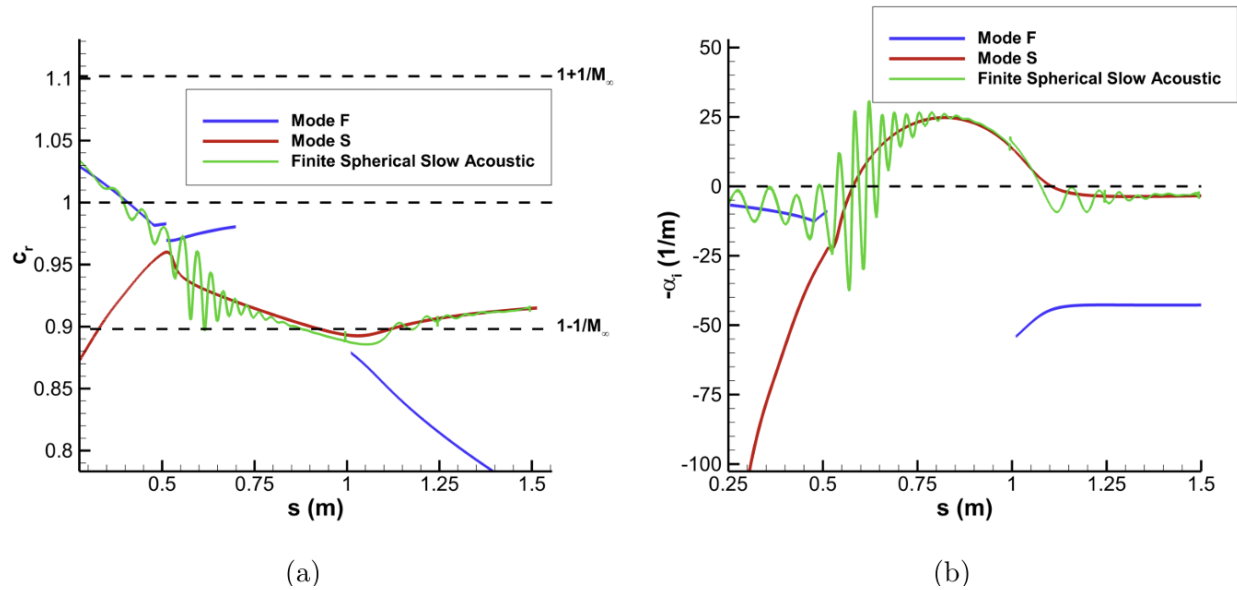 1.1
1.05
1
0.95
0.9
0.85
0.8
c_r
1+1/M∞
1-1/M∞
Mode F
Mode S
Finite Spherical Slow Acoustic
0.5 0.75 1 1.25 1.5
s (m)
(a)
50
25
0
-25
-50
-75
-100
-α_i (1/m)
Mode F
Mode S
Finite Spherical Slow Acoustic
0.25 0.5 0.75 1 1.25 1.5
s (m)
(b)